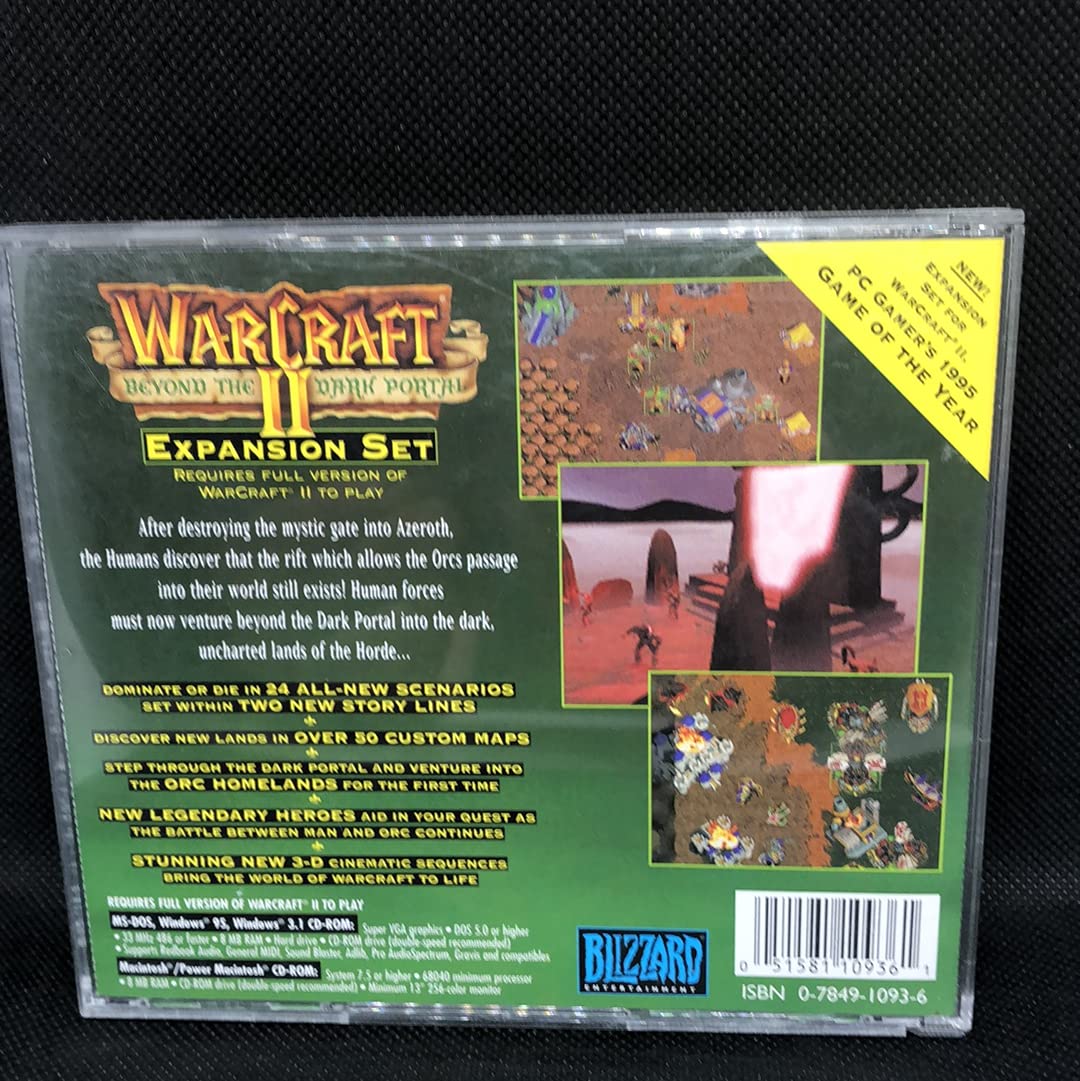 WARCRAFT
II
BEYOND THE DARK PORTAL
EXPANSION SET
REQUIRES FULL VERSION OF
WARCRAFT™ II TO PLAY
After destroying the mystic gate into Azeroth,
the Humans discover that the rift which allows the Orcs passage
into their world still exists! Human forces
must now venture beyond the Dark Portal into the dark,
uncharted lands of the Horde...
DOMINATE OR DIE IN 24 ALL-NEW SCENARIOS
SET WITHIN TWO NEW STORY LINES
DISCOVER NEW LANDS IN OVER 50 CUSTOM MAPS
STEP THROUGH THE DARK PORTAL AND VENTURE INTO
THE ORC HOMELANDS FOR THE FIRST TIME
NEW LEGENDARY HEROES AID IN YOUR QUEST AS
THE BATTLE BETWEEN MAN AND ORC CONTINUES
STUNNING NEW 3-D CINEMATIC SEQUENCES
BRING THE WORLD OF WARCRAFT TO LIFE
REQUIRES FULL VERSION OF WARCRAFT™ II TO PLAY
MS-DOS, Windows® 95, Windows® 3.1 CD-ROM: Super VGA graphics • DOS 5.0 or higher
• 33 MHz 486 or faster • 8 MB RAM • Hard drive • CD-ROM drive (double-speed recommended)
• Supports Redbook Audio, General MIDI, Sound Blaster, Adlib, Pro AudioSpectrum, Gravis and compatibles
Macintosh®/Power Macintosh® CD-ROM: System 7.5 or higher • 68040 minimum processor
• 8 MB RAM • CD-ROM drive (double-speed recommended) • Minimum 13" 256-color monitor
NEW!
EXPANSION
SET FOR
WARCRAFT® II,
PC GAMER'S 1995
GAME OF THE YEAR
BLIZZARD
ENTERTAINMENT
0 51581 10936 1
ISBN 0-7849-1093-6